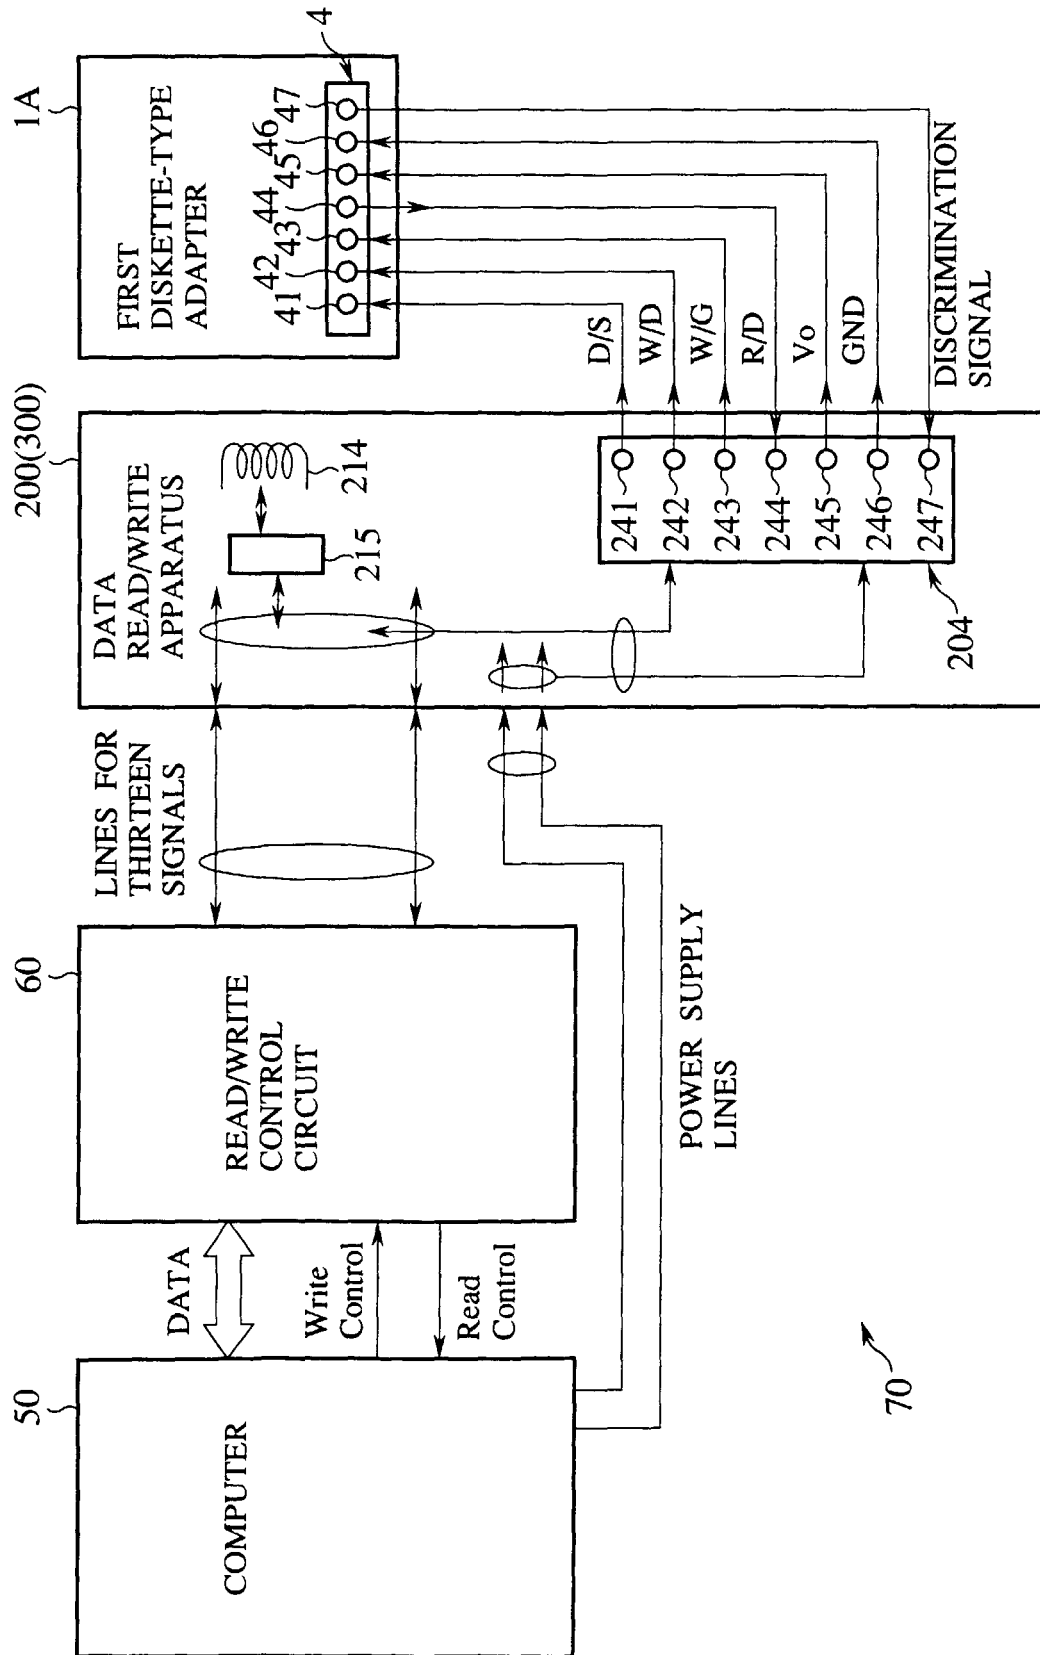 50
COMPUTER
DATA
Write
Control
Read
Control
60
READ/WRITE
CONTROL
CIRCUIT
LINES FOR
THIRTEEN
SIGNALS
POWER SUPPLY
LINES
70
200(300)
DATA
READ/WRITE
APPARATUS
215
214
241
242
243
244
245
246
247
204
D/S
W/D
W/G
R/D
Vo
GND
DISCRIMINATION
SIGNAL
1A
FIRST
DISKETTE-TYPE
ADAPTER
41
42
43
44
45
46
47
4